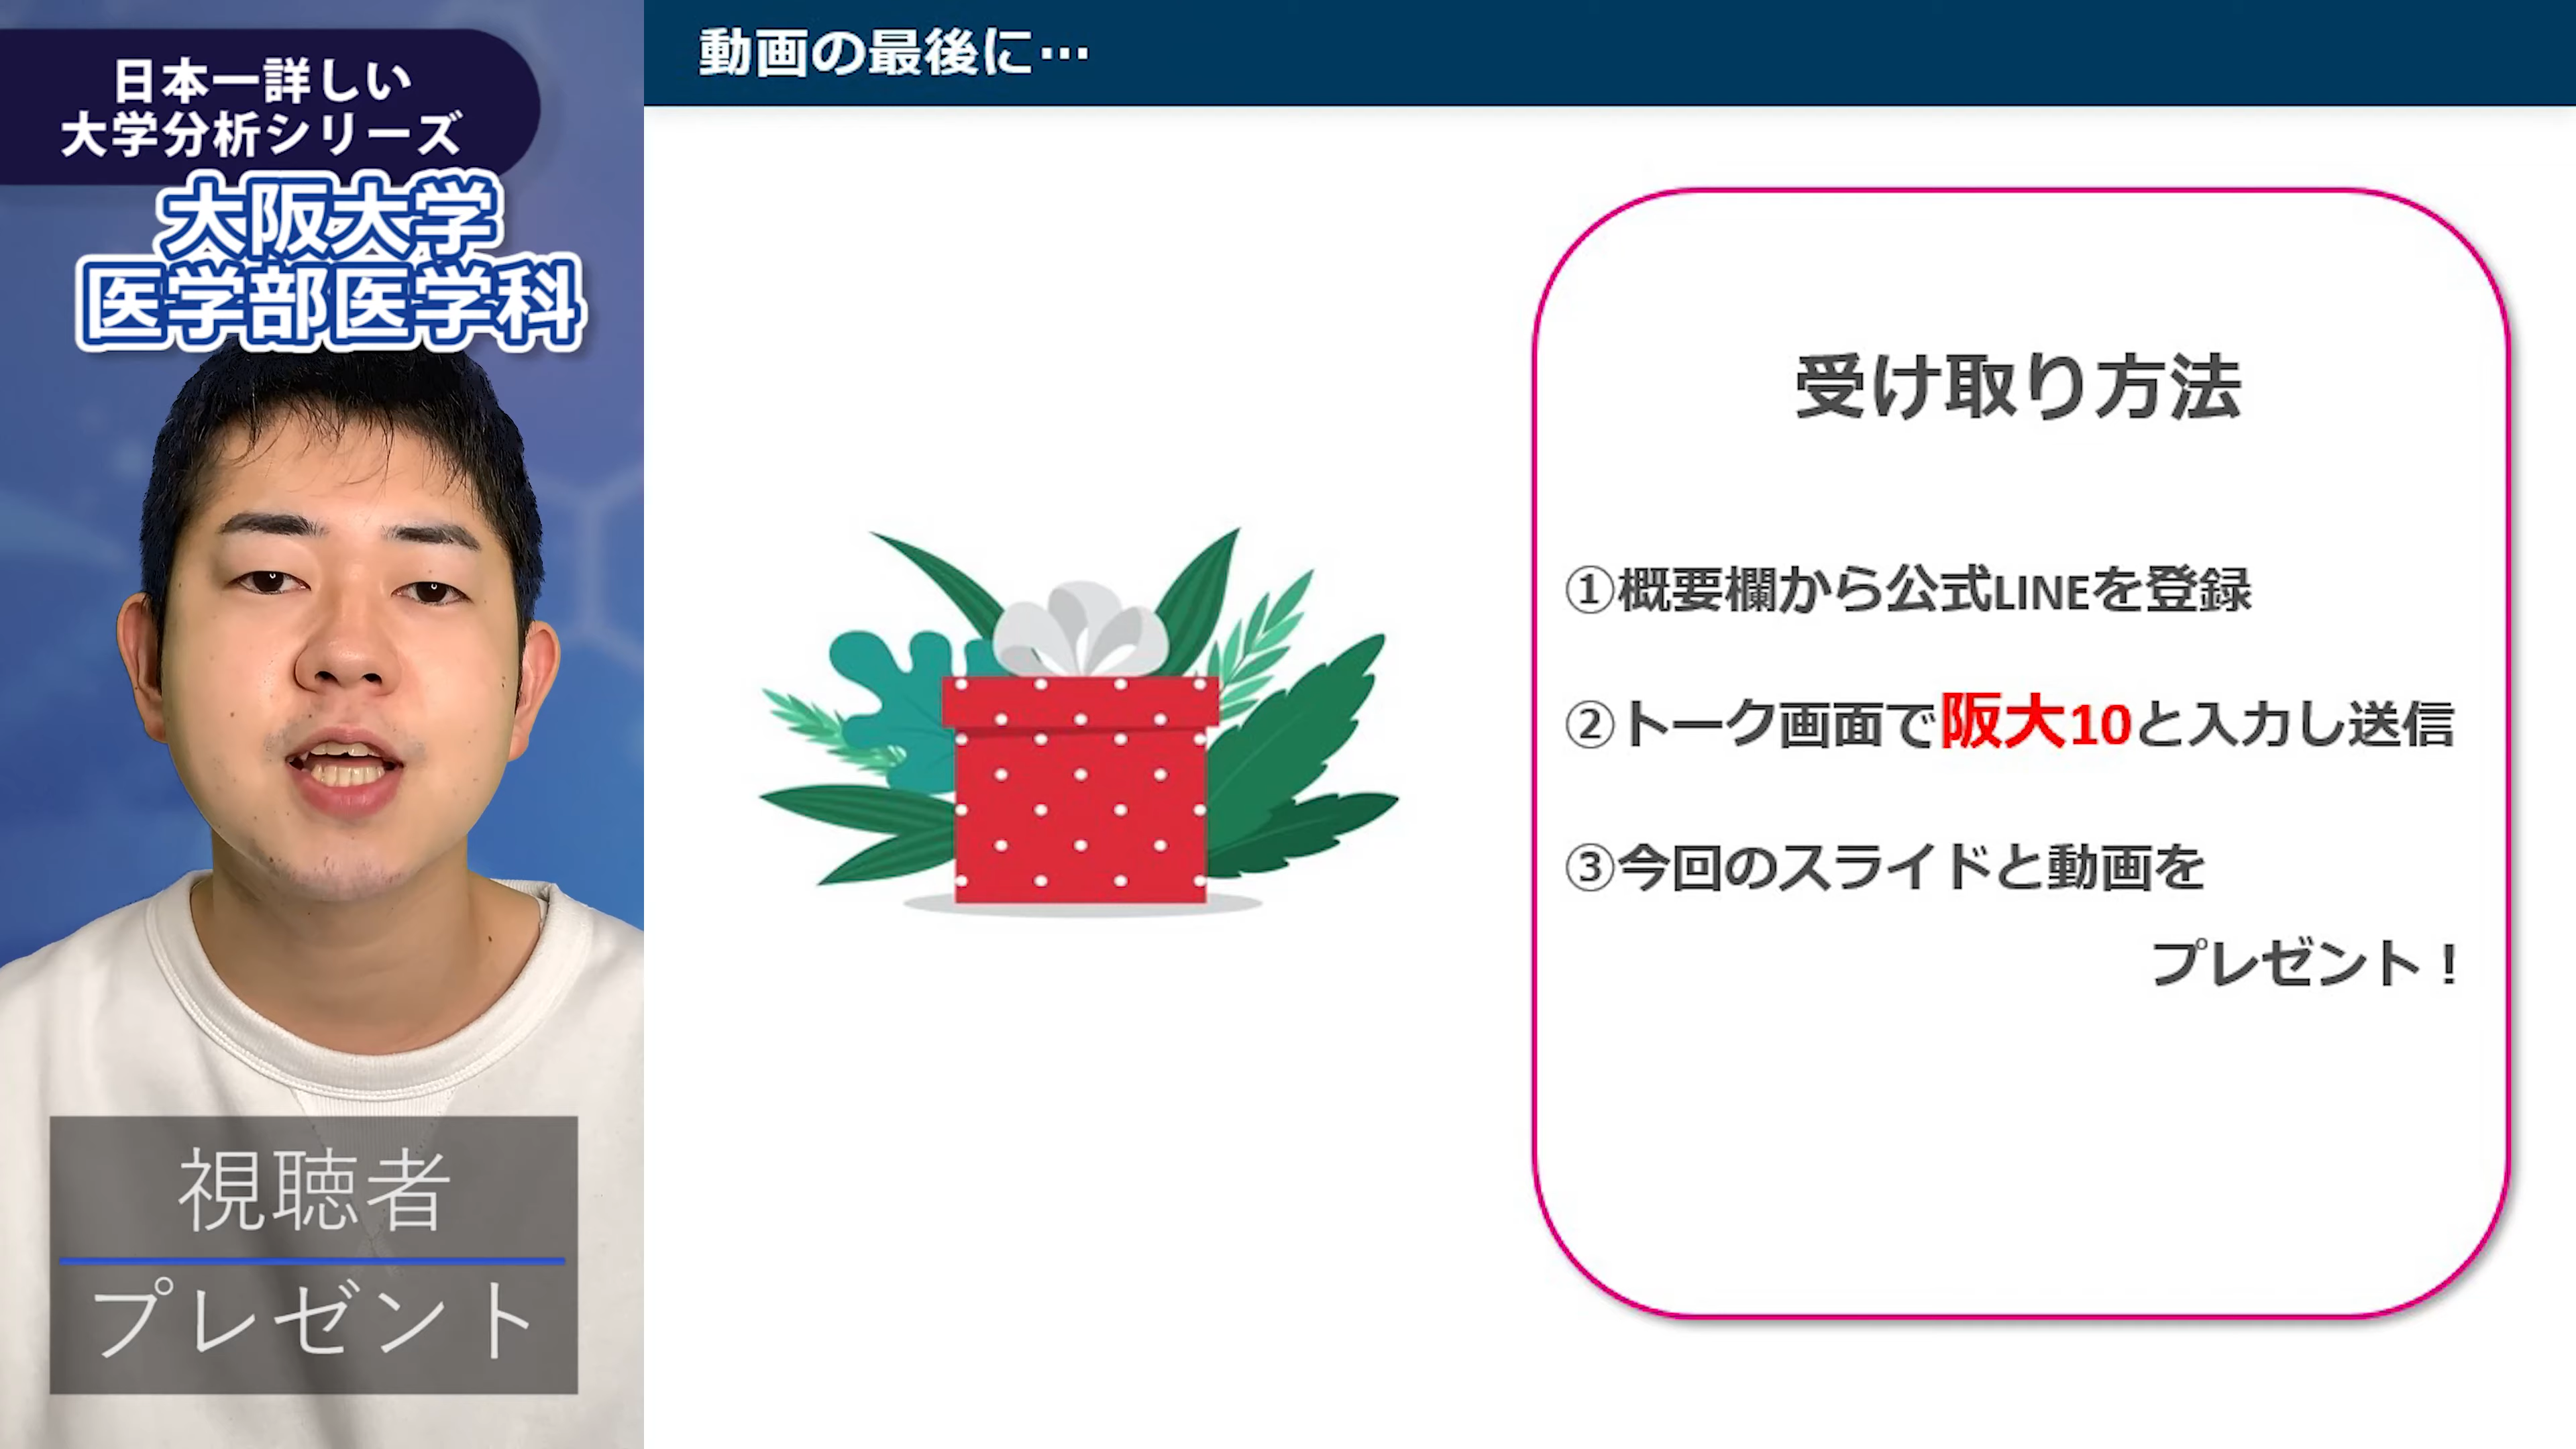 日本一詳しい
大学分析シリーズ
大阪大学
医学部医学科
視聴者
プレゼント
動画の最後に…
受け取り方法
①概要欄から公式LINEを登録
②トーク画面で阪大10と入力し送信
③今回のスライドと動画を
プレゼント！